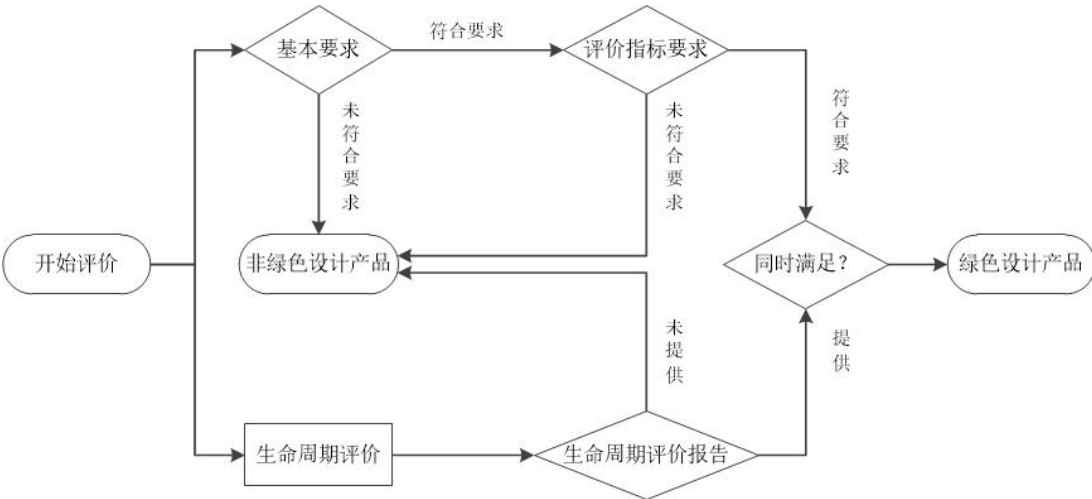 基本要求
符合要求
评价指标要求
未符合要求
未符合要求
符合要求
开始评价
非绿色设计产品
同时满足?
绿色设计产品
未提供
提供
生命周期评价
生命周期评价报告